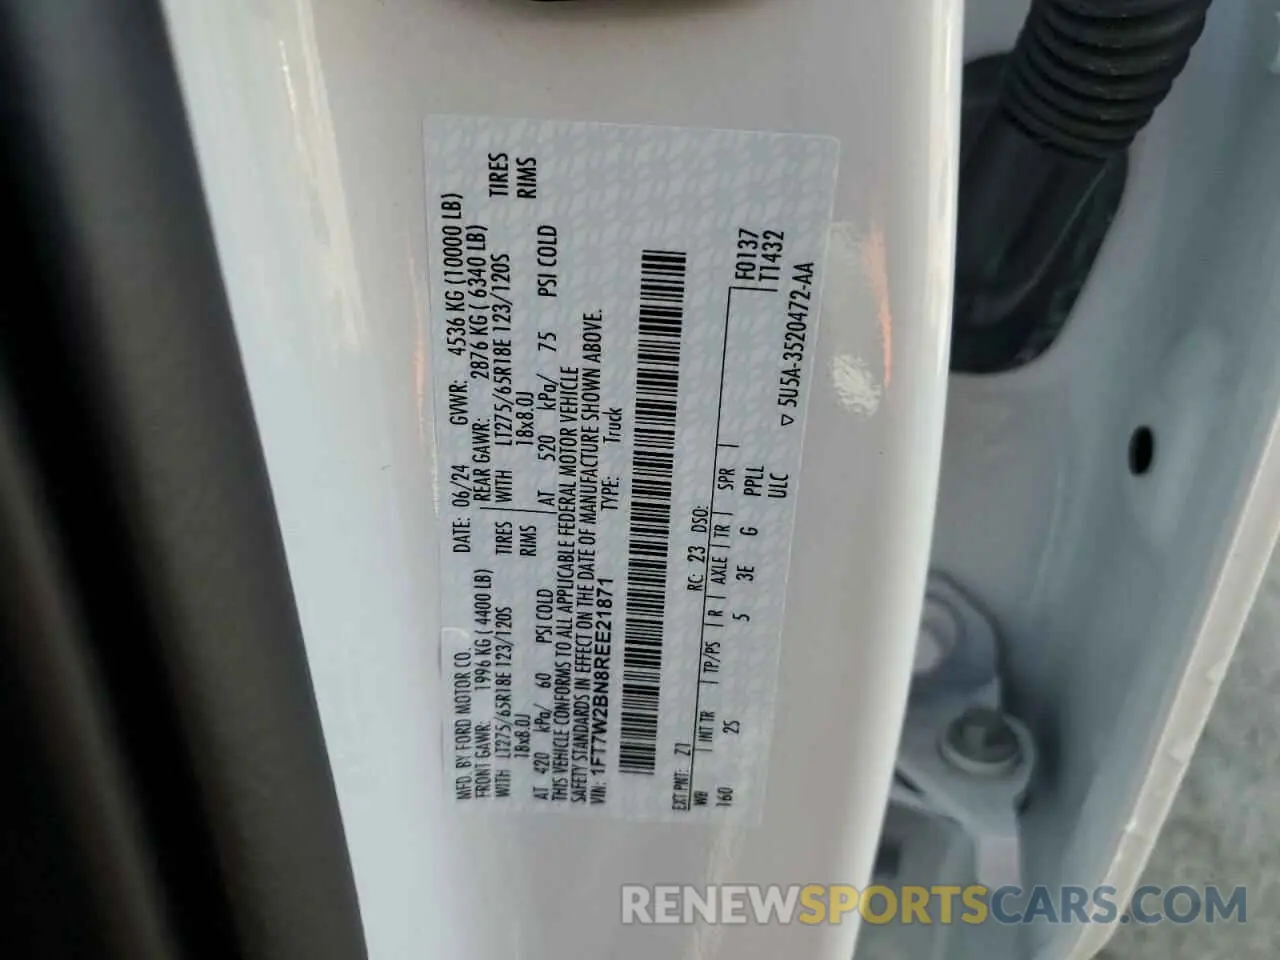 MFD. BY FORD MOTOR CO.
DATE: 06/24 GVWR: 4536 KG (10000 LB)
FRONT GAWR: 1996 KG ( 4400 LB) REAR GAWR: 2876 KG ( 6340 LB)
WITH LT275/65R18E 123/120S TIRES WITH LT275/65R18E 123/120S TIRES
18x8.0J RIMS 18x8.0J RIMS
AT 420 kPa/ 60 PSI COLD AT 520 kPa/ 75 PSI COLD
THIS VEHICLE CONFORMS TO ALL APPLICABLE FEDERAL MOTOR VEHICLE
SAFETY STANDARDS IN EFFECT ON THE DATE OF MANUFACTURE SHOWN ABOVE.
VIN: 1FT7W2BN8REE21871 TYPE: Truck
EXT PNT: Z1 RC: 23 DSO:
WB INT TR TP/PS R AXLE TR SPR
160 2S 5 3E G PPLL
ULC
F0137
T1432
▽ 5U5A-3520472-AA
RENEWSPORTSCARS.COM